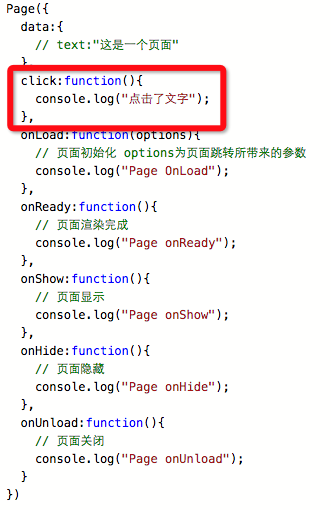 Page({
  data:{
    // text:"这是一个页面"
  },
  click:function(){
    console.log("点击了文字");
  },
  onLoad:function(options){
    // 页面初始化 options为页面跳转所带来的参数
    console.log("Page OnLoad");
  },
  onReady:function(){
    // 页面渲染完成
    console.log("Page onReady");
  },
  onShow:function(){
    // 页面显示
    console.log("Page onShow");
  },
  onHide:function(){
    // 页面隐藏
    console.log("Page onHide");
  },
  onUnload:function(){
    // 页面关闭
    console.log("Page onUnload");
  }
})